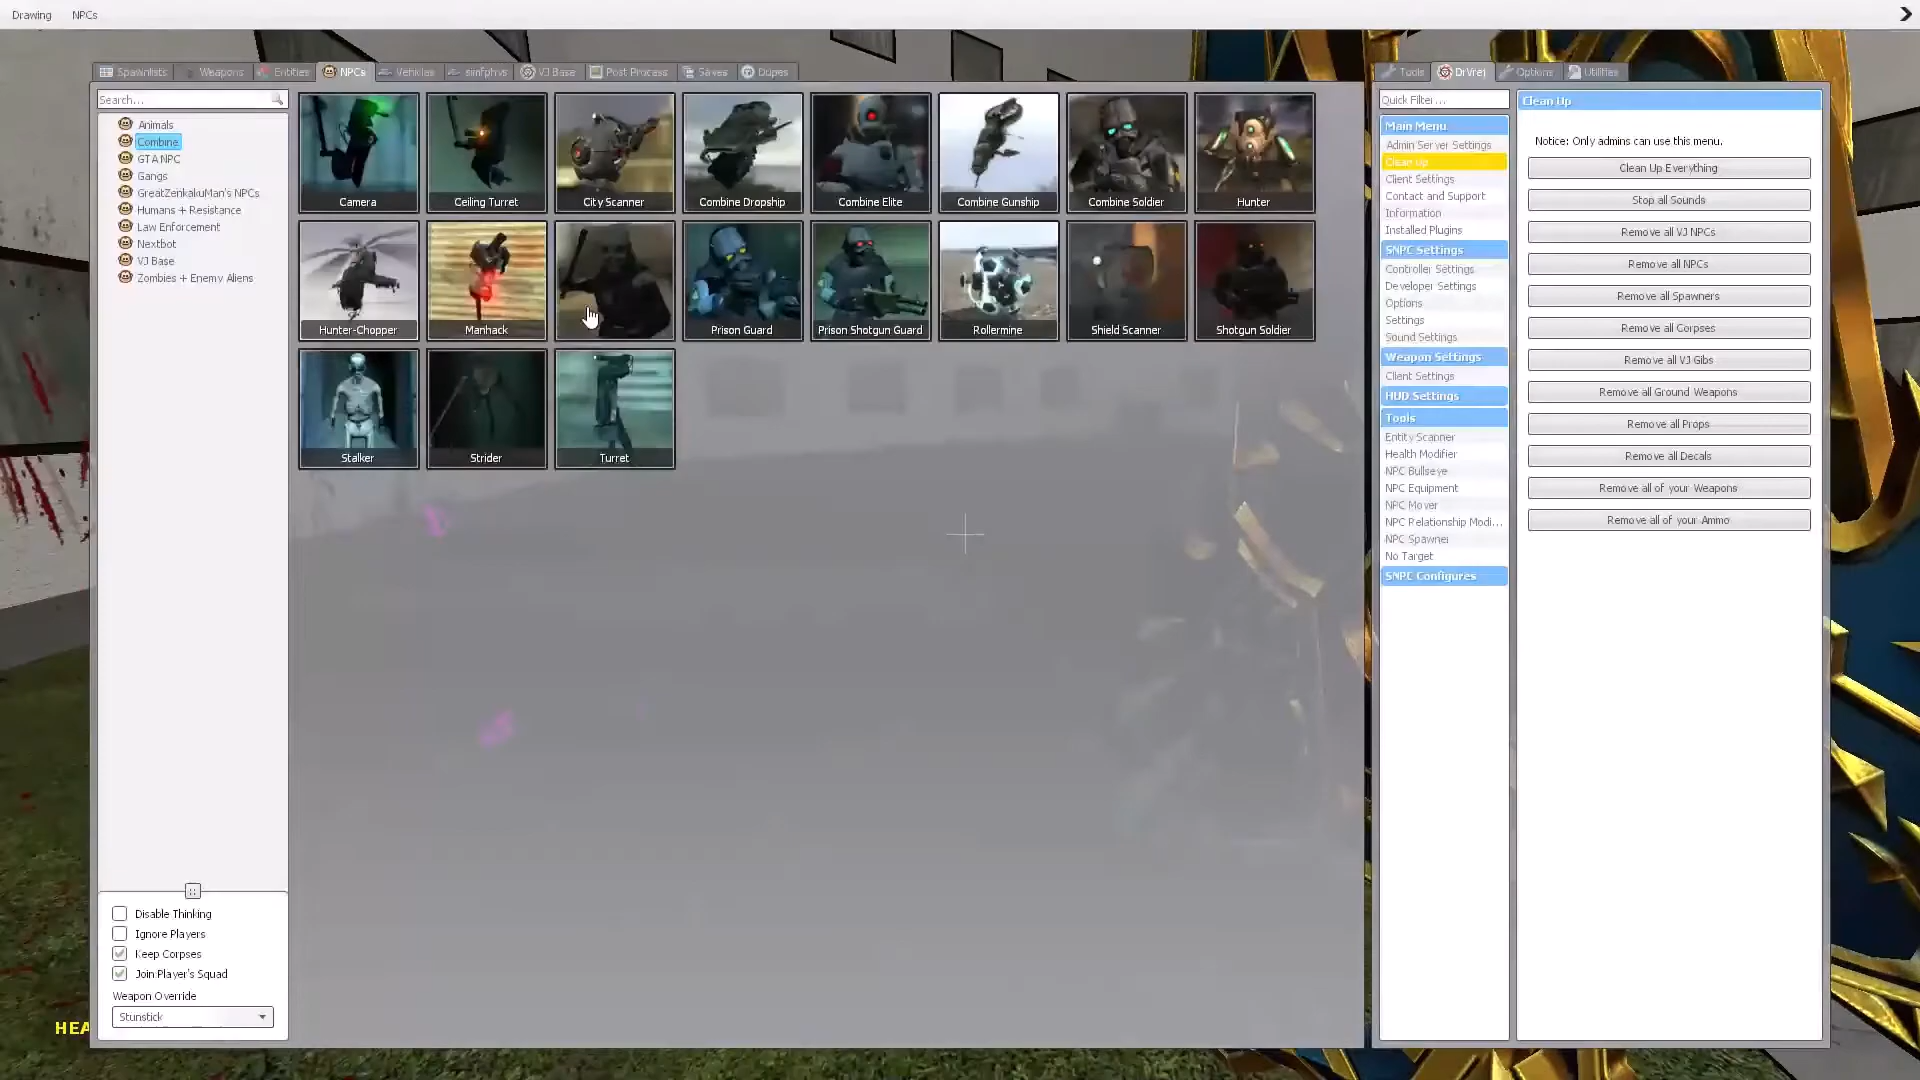 Drawing NPCs
Spawnlists Weapons Entities NPCs Vehicles simfphys VJ Base Post Process Saves Dupes
Search...
Animals
Combine
GTA NPC
Gangs
GreatZenkakuMan's NPCs
Humans + Resistance
Law Enforcement
Nextbot
VJ Base
Zombies + Enemy Aliens
Camera
Ceiling Turret
City Scanner
Combine Dropship
Combine Elite
Combine Gunship
Combine Soldier
Hunter
Hunter-Chopper
Manhack
Prison Guard
Prison Shotgun Guard
Rollermine
Shield Scanner
Shotgun Soldier
Stalker
Strider
Turret
Disable Thinking
Ignore Players
Keep Corpses
Join Player's Squad
Weapon Override
Stunstick
HEA
Tools DrVrej Options Utilities
Quick Filter...
Main Menu
Admin Server Settings
Clean Up
Client Settings
Contact and Support
Information
Installed Plugins
SNPC Settings
Controller Settings
Developer Settings
Options
Settings
Sound Settings
Weapon Settings
Client Settings
HUD Settings
Tools
Entity Scanner
Health Modifier
NPC Bullseye
NPC Equipment
NPC Mover
NPC Relationship Modi...
NPC Spawner
No Target
SNPC Configures
Clean Up
Notice: Only admins can use this menu.
Clean Up Everything
Stop all Sounds
Remove all VJ NPCs
Remove all NPCs
Remove all Spawners
Remove all Corpses
Remove all VJ Gibs
Remove all Ground Weapons
Remove all Props
Remove all Decals
Remove all of your Weapons
Remove all of your Ammo